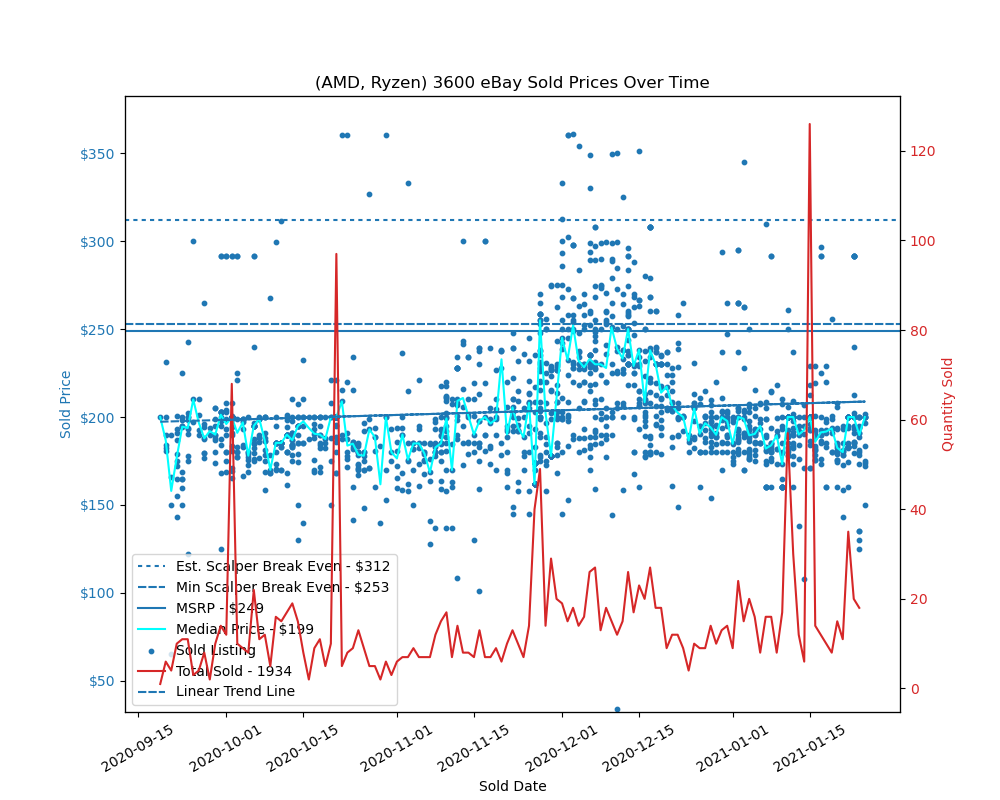 (AMD, Ryzen) 3600 eBay Sold Prices Over Time
$350
$300
$250
$200
$150
$100
$50
Sold Price
120
100
80
60
40
20
0
Quantity Sold
Est. Scalper Break Even - $312
Min Scalper Break Even - $253
MSRP - $249
Median Price - $199
Sold Listing
Total Sold - 1934
Linear Trend Line
2020-09-15
2020-10-01
2020-10-15
2020-11-01
2020-11-15
2020-12-01
2020-12-15
2021-01-01
2021-01-15
Sold Date